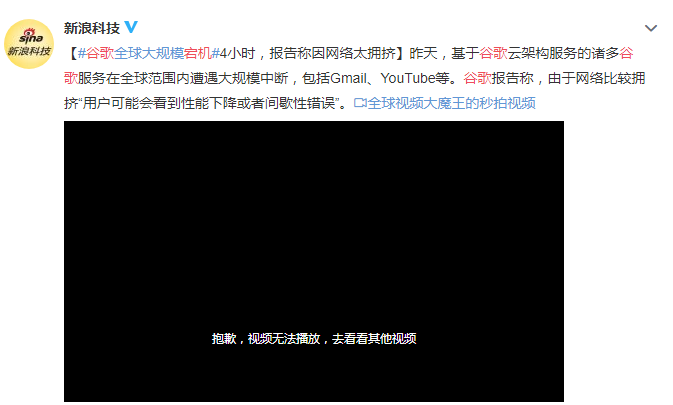 sina
新浪科技
新浪科技
【#谷歌全球大规模宕机#4小时，报告称因网络太拥挤】昨天，基于谷歌云架构服务的诸多谷
歌服务在全球范围内遭遇大规模中断，包括Gmail、YouTube等。谷歌报告称，由于网络比较拥
挤“用户可能会看到性能下降或者间歇性错误”。全球视频大魔王的秒拍视频
抱歉，视频无法播放，去看看其他视频